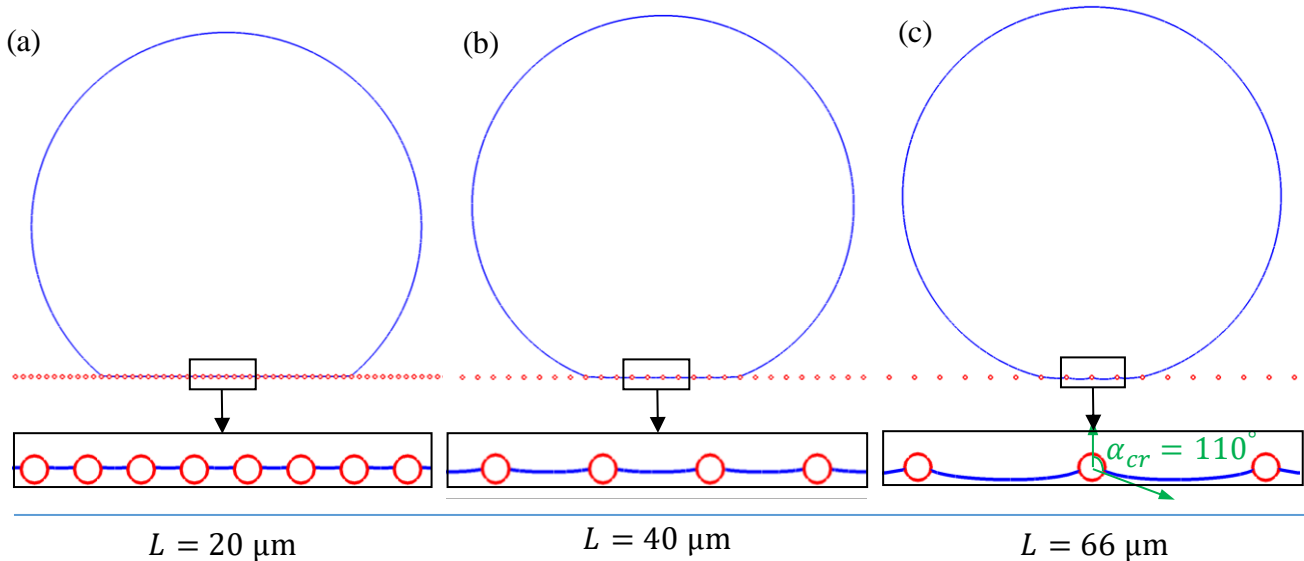 (a)
(b)
(c)
α_cr = 110°
L = 20 μm
L = 40 μm
L = 66 μm